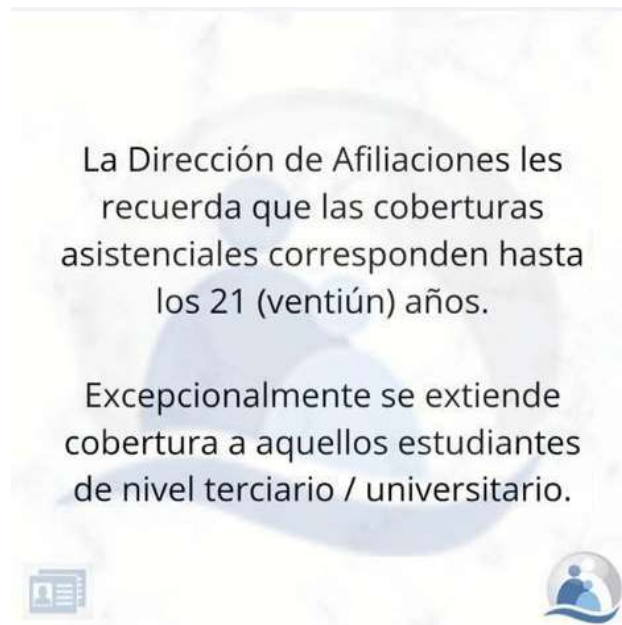 La Dirección de Afiliaciones les
recuerda que las coberturas
asistenciales corresponden hasta
los 21 (ventiún) años.
Excepcionalmente se extiende
cobertura a aquellos estudiantes
de nivel terciario / universitario.